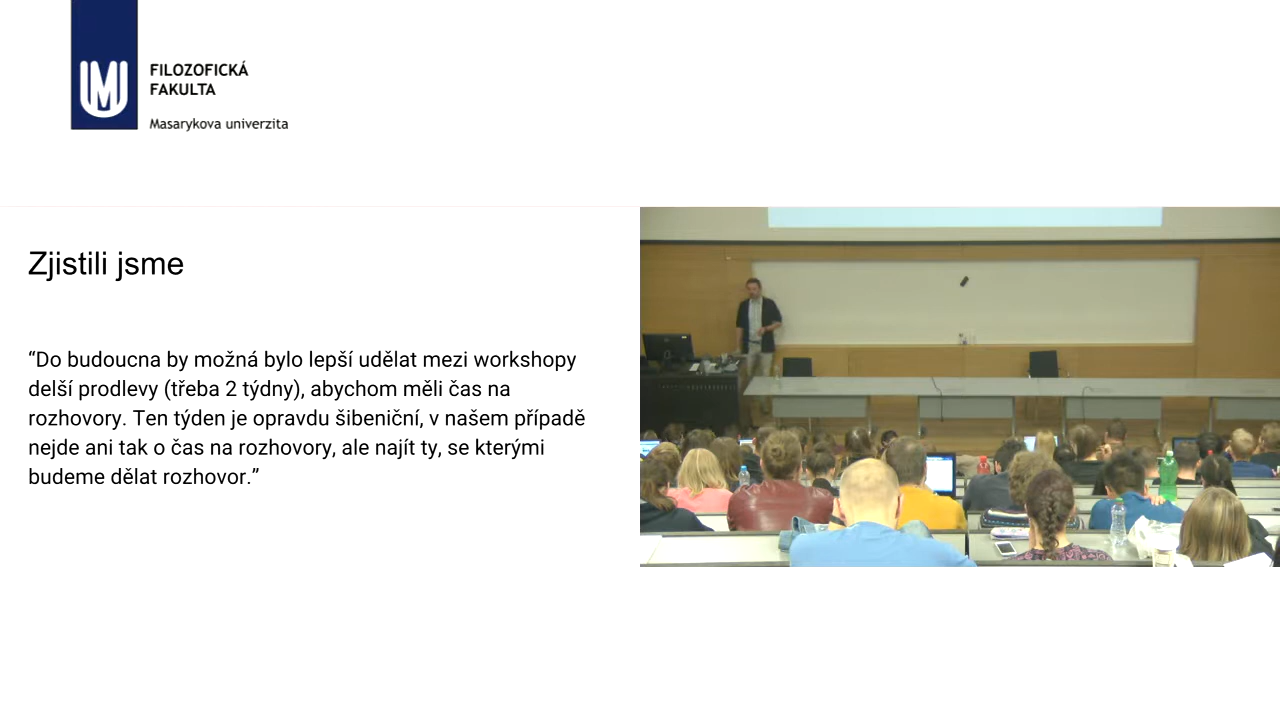 FILOZOFICKÁ
FAKULTA
Masarykova univerzita
Zjistili jsme
“Do budoucna by možná bylo lepší udělat mezi workshopy
delší prodlevy (třeba 2 týdny), abychom měli čas na
rozhovory. Ten týden je opravdu šibeniční, v našem případě
nejde ani tak o čas na rozhovory, ale najít ty, se kterými
budeme dělat rozhovor.”